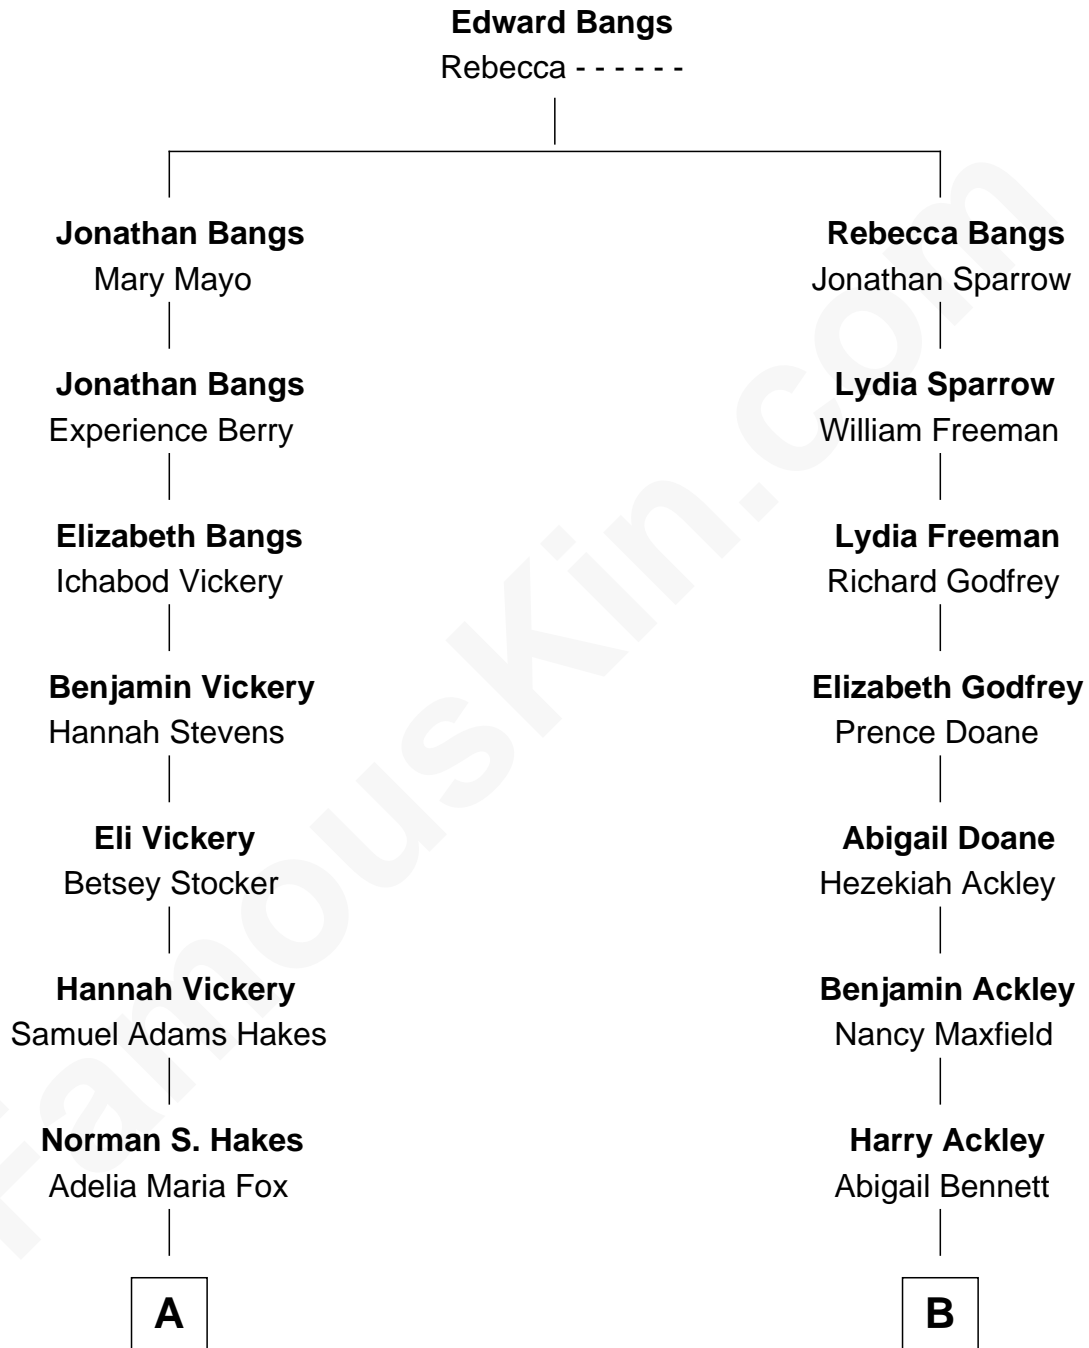 Edward Bangs
Rebecca - - - - - -
Jonathan Bangs
Mary Mayo
Rebecca Bangs
Jonathan Sparrow
Jonathan Bangs
Experience Berry
Lydia Sparrow
William Freeman
Elizabeth Bangs
Ichabod Vickery
Lydia Freeman
Richard Godfrey
Benjamin Vickery
Hannah Stevens
Elizabeth Godfrey
Prence Doane
Eli Vickery
Betsey Stocker
Abigail Doane
Hezekiah Ackley
Hannah Vickery
Samuel Adams Hakes
Benjamin Ackley
Nancy Maxfield
Norman S. Hakes
Adelia Maria Fox
Harry Ackley
Abigail Bennett
A
B
FamousKin.com